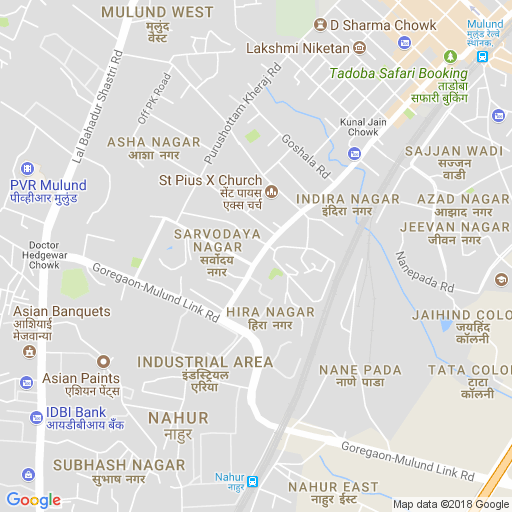 MULUND WEST
मुलुंद
वेस्ट
D Sharma Chowk
Lakshmi Niketan
Mulund
मुलुंड रेल्वे
स्थानक,
Tadoba Safari Booking
ताडोबा
सफारी बुकिंग
Lal Bahadur Shastri Rd
Off PK Road
Purushottam Kheraj Rd
Goshala Rd
Kunal Jain
Chowk
ASHA NAGAR
आशा नगर
SAJJAN WADI
सज्जन
वाडी
PVR Mulund
पीव्हीआर मुलुंड
St Pius X Church
सेंट पायस
एक्स चर्च
INDIRA NAGAR
इंदिरा नगर
AZAD NAGAR
आझाद नगर
JEEVAN NAGAR
जीवन नगर
SARVODAYA
NAGAR
सर्वोदय
नगर
Doctor
Hedgewar
Chowk
Goregaon-Mulund Link Rd
Nanepada Rd
Asian Banquets
आशियाई
मेजवान्या
HIRA NAGAR
हिरा नगर
JAIHIND COLO
जयहिंद
कॉलनी
INDUSTRIAL AREA
इंडस्ट्रियल
एरिया
Asian Paints
एशियन पेंट्स
NANE PADA
नाणे पाडा
TATA COLO
टाटा
कॉलनी
IDBI Bank
आयडीबीआय बँक
NAHUR
नाहुर
Goregaon-Mulund Link Rd
SUBHASH NAGAR
सुभाष नगर
Nahur
नाहुर
NAHUR EAST
नाहुर ईस्ट
Google
Map data ©2018 Google